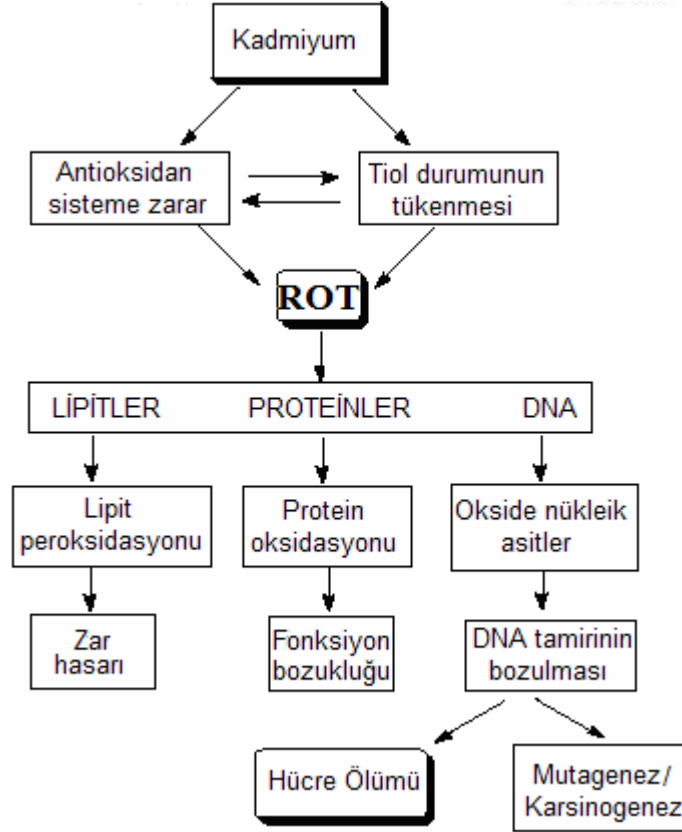 Kadmiyum
Antioksidan
sisteme zarar
Tiol durumunun
tükenmesi
ROT
LİPİTLER PROTEİNLER DNA
Lipit
peroksidasyonu
Protein
oksidasyonu
Okside nükleik
asitler
Zar
hasarı
Fonksiyon
bozukluğu
DNA tamirinin
bozulması
Hücre Ölümü
Mutagenez/
Karsinogenez